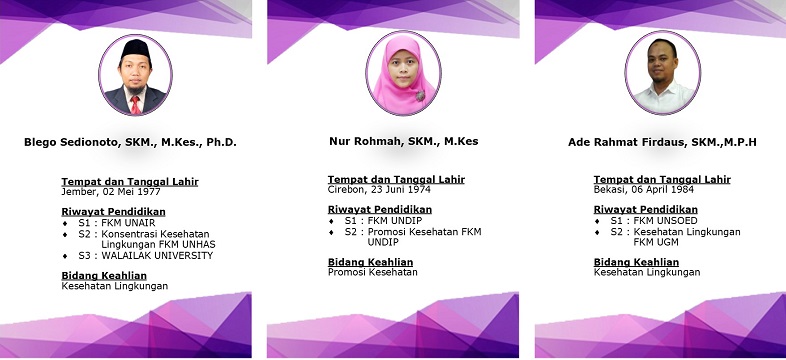 Blego Sedionoto, SKM., M.Kes., Ph.D.
Tempat dan Tanggal Lahir
Jember, 02 Mei 1977
Riwayat Pendidikan
♦ S1 : FKM UNAIR
♦ S2 : Konsentrasi Kesehatan
Lingkungan FKM UNHAS
♦ S3 : WALAILAK UNIVERSITY
Bidang Keahlian
Kesehatan Lingkungan
Nur Rohmah, SKM., M.Kes
Tempat dan Tanggal Lahir
Cirebon, 23 Juni 1974
Riwayat Pendidikan
♦ S1 : FKM UNDIP
♦ S2 : Promosi Kesehatan FKM
UNDIP
Bidang Keahlian
Promosi Kesehatan
Ade Rahmat Firdaus, SKM.,M.P.H
Tempat dan Tanggal Lahir
Bekasi, 06 April 1984
Riwayat Pendidikan
♦ S1 : FKM UNSOED
♦ S2 : Kesehatan Lingkungan
FKM UGM
Bidang Keahlian
Kesehatan Lingkungan